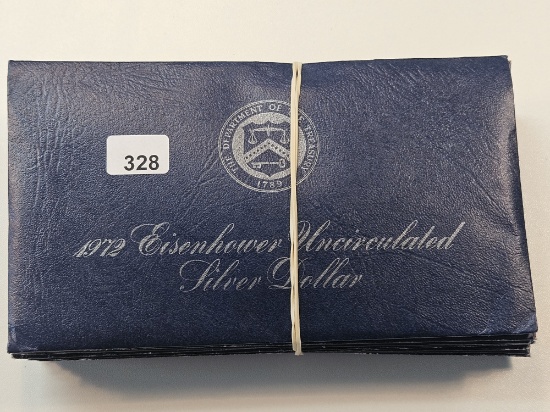 THE DEPARTMENT OF THE TREASURY
1789
328
1972 Eisenhower Uncirculated
Silver Dollar